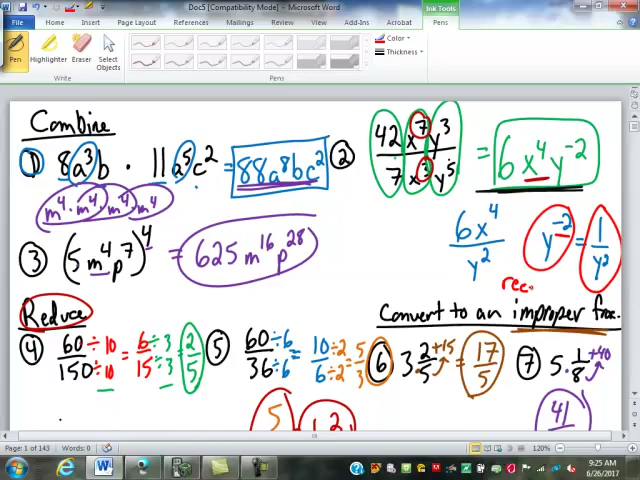 Doc5 [Compatibility Mode] - Microsoft Word
Ink Tools
File Home Insert Page Layout References Mailings Review View Add-Ins Acrobat Pens
Pen Highlighter Eraser Select Objects
Color
Thickness
Write Pens
Combine
① 8a³b · 11a⁵c² = 88a⁸bc²
m⁴·m⁴·m⁴·m⁴
② 42x⁷y³ / 7x³y⁵ = 6x⁴y⁻²
6x⁴/y² y⁻² = 1/y²
③ (5m⁴p⁷)⁴ = 625m¹⁶p²⁸
rec
Reduce
④ 60/150 ÷10/÷10 = 6/15 ÷3/÷3 = 2/5
⑤ 60/36 ÷6/÷6 = 10/6 ÷2/÷2 = 5/3
Convert to an improper frac.
⑥ 3 2/5 +15 = 17/5
⑦ 5 · 1/8 +40
41
5
Page: 1 of 143 120%
9:25 AM
6/26/2017